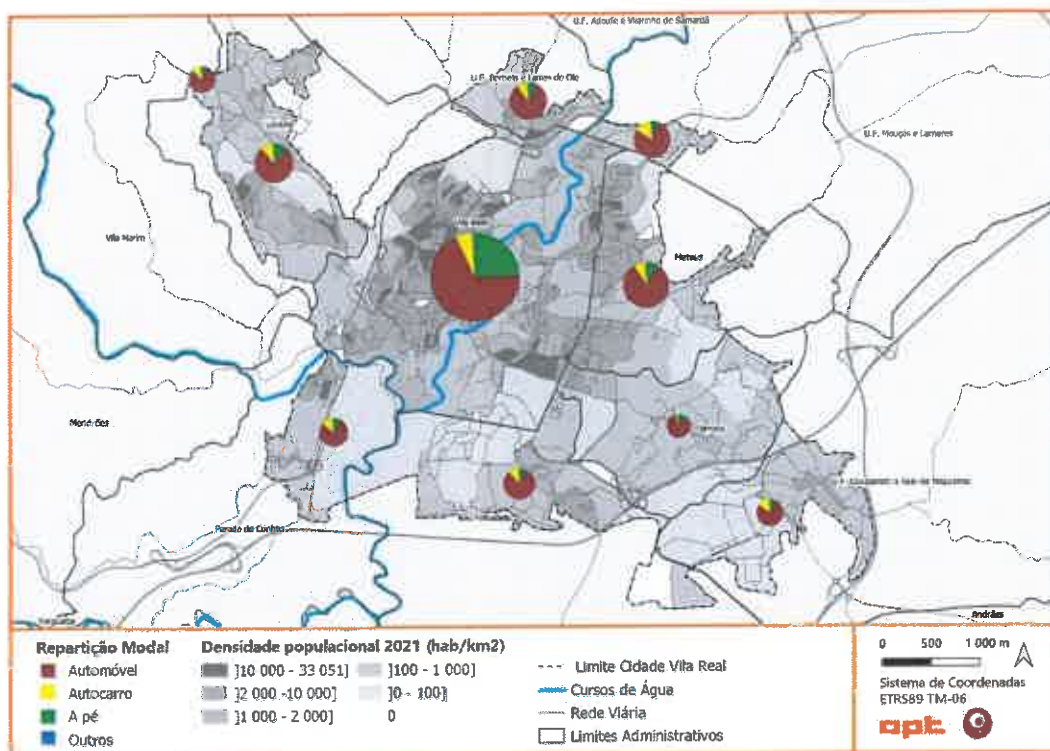 U.F. Adoufe e Vilarinho de Samardã
U.F. Borbela e Lamas de Olo
U.F. Mouçós e Lamares
Vila Marim
Vila Real
Mateus
Mondrões
Parada de Cunhos
Andrães
Repartição Modal
Automóvel
Autocarro
A pé
Outros
Densidade populacional 2021 (hab/km2)
]10 000 - 33 051]
]2 000 -10 000]
]1 000 - 2 000]
]100 - 1 000]
]0 - 100]
0
Limite Cidade Vila Real
Cursos de Água
Rede Viária
Limites Administrativos
0 500 1 000 m
Sistema de Coordenadas
ETRS89 TM-06
opt